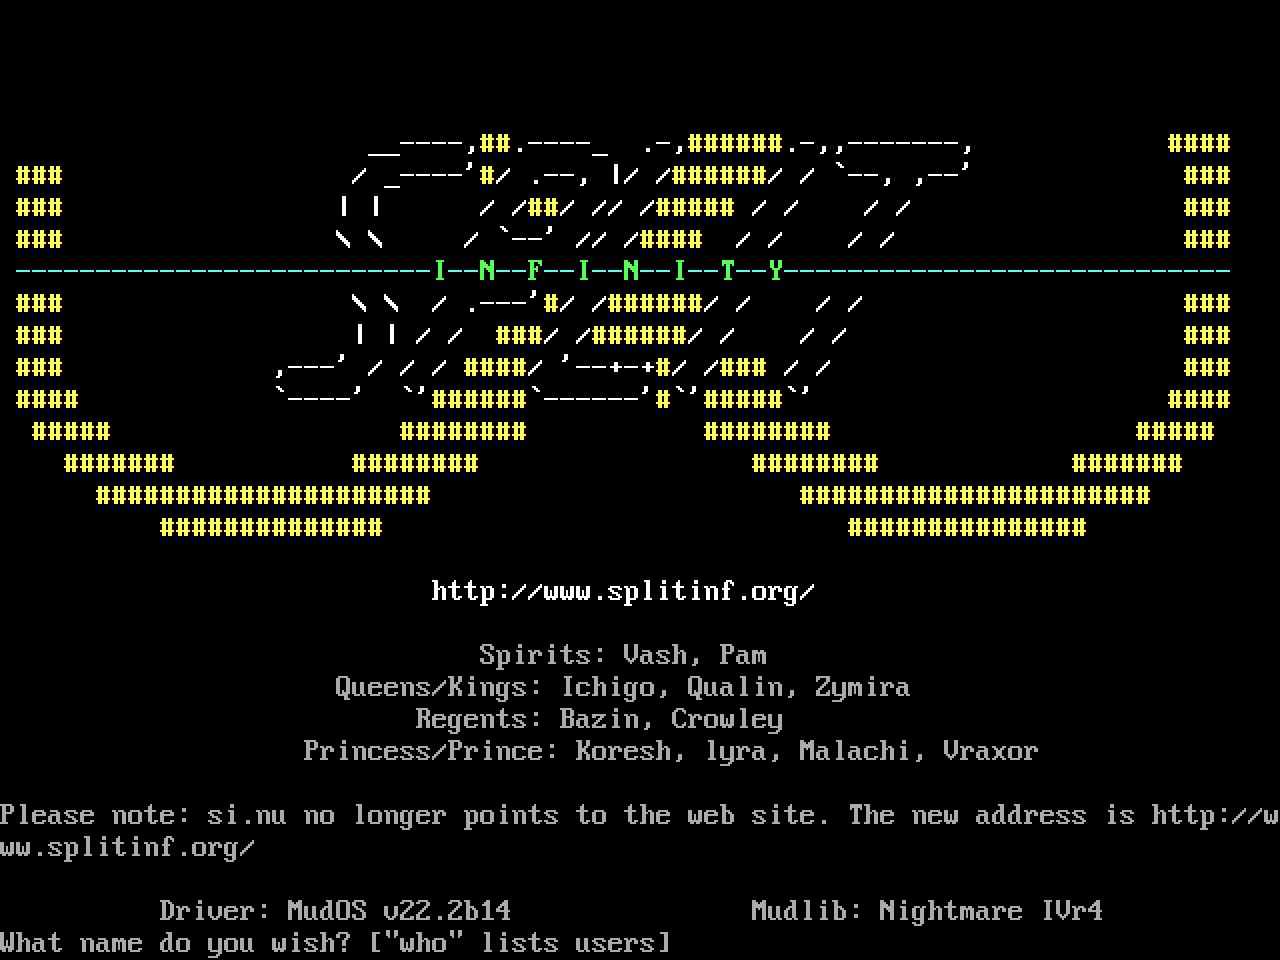 SPLIT
I--N--F--I--N--I--T--Y
http://www.splitinf.org/
Spirits: Vash, Pam
Queens/Kings: Ichigo, Qualin, Zymira
Regents: Bazin, Crowley
Princess/Prince: Koresh, lyra, Malachi, Vraxor
Please note: si.nu no longer points to the web site. The new address is http://w
ww.splitinf.org/
Driver: MudOS v22.2b14 Mudlib: Nightmare IVr4
What name do you wish? ["who" lists users]